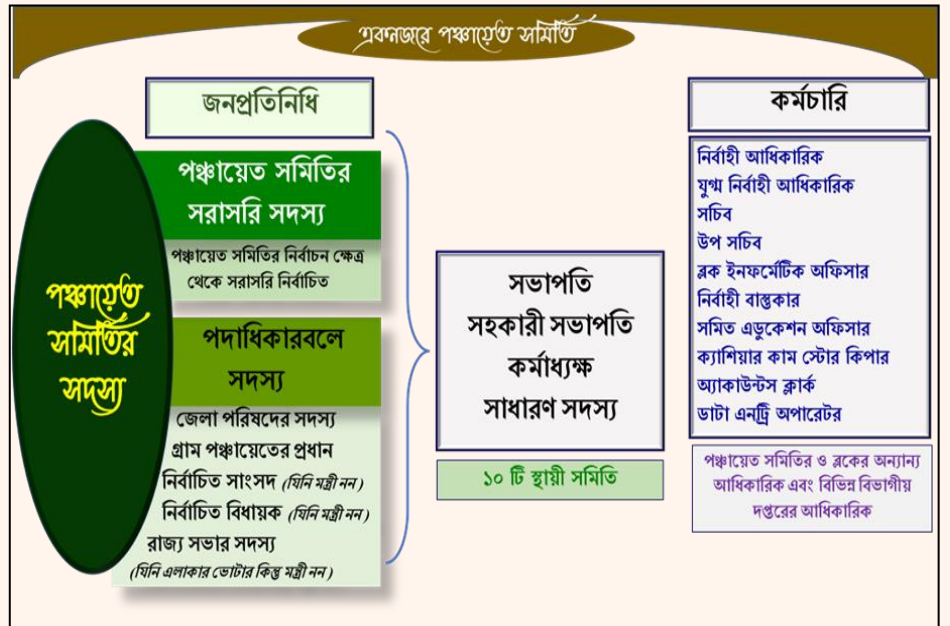 একনজরে পঞ্চায়েত সমিতি
পঞ্চায়েত
সমিতির
সদস্য
জনপ্রতিনিধি
পঞ্চায়েত সমিতির
সরাসরি সদস্য
পঞ্চায়েত সমিতির নির্বাচন ক্ষেত্র
থেকে সরাসরি নির্বাচিত
পদাধিকারবলে
সদস্য
জেলা পরিষদের সদস্য
গ্রাম পঞ্চায়েতের প্রধান
নির্বাচিত সাংসদ (যিনি মন্ত্রী নন)
নির্বাচিত বিধায়ক (যিনি মন্ত্রী নন)
রাজ্য সভার সদস্য
(যিনি এলাকার ভোটার কিন্তু মন্ত্রী নন)
সভাপতি
সহকারী সভাপতি
কর্মাধ্যক্ষ
সাধারণ সদস্য
১০ টি স্থায়ী সমিতি
কর্মচারি
নির্বাহী আধিকারিক
যুগ্ম নির্বাহী আধিকারিক
সচিব
উপ সচিব
ব্লক ইনফর্মেটিক অফিসার
নির্বাহী বাস্তুকার
সমিত এডুকেশন অফিসার
ক্যাশিয়ার কাম স্টোর কিপার
অ্যাকাউন্টস ক্লার্ক
ডাটা এনট্রি অপারেটর
পঞ্চায়েত সমিতির ও ব্লকের অন্যান্য
আধিকারিক এবং বিভিন্ন বিভাগীয়
দপ্তরের আধিকারিক